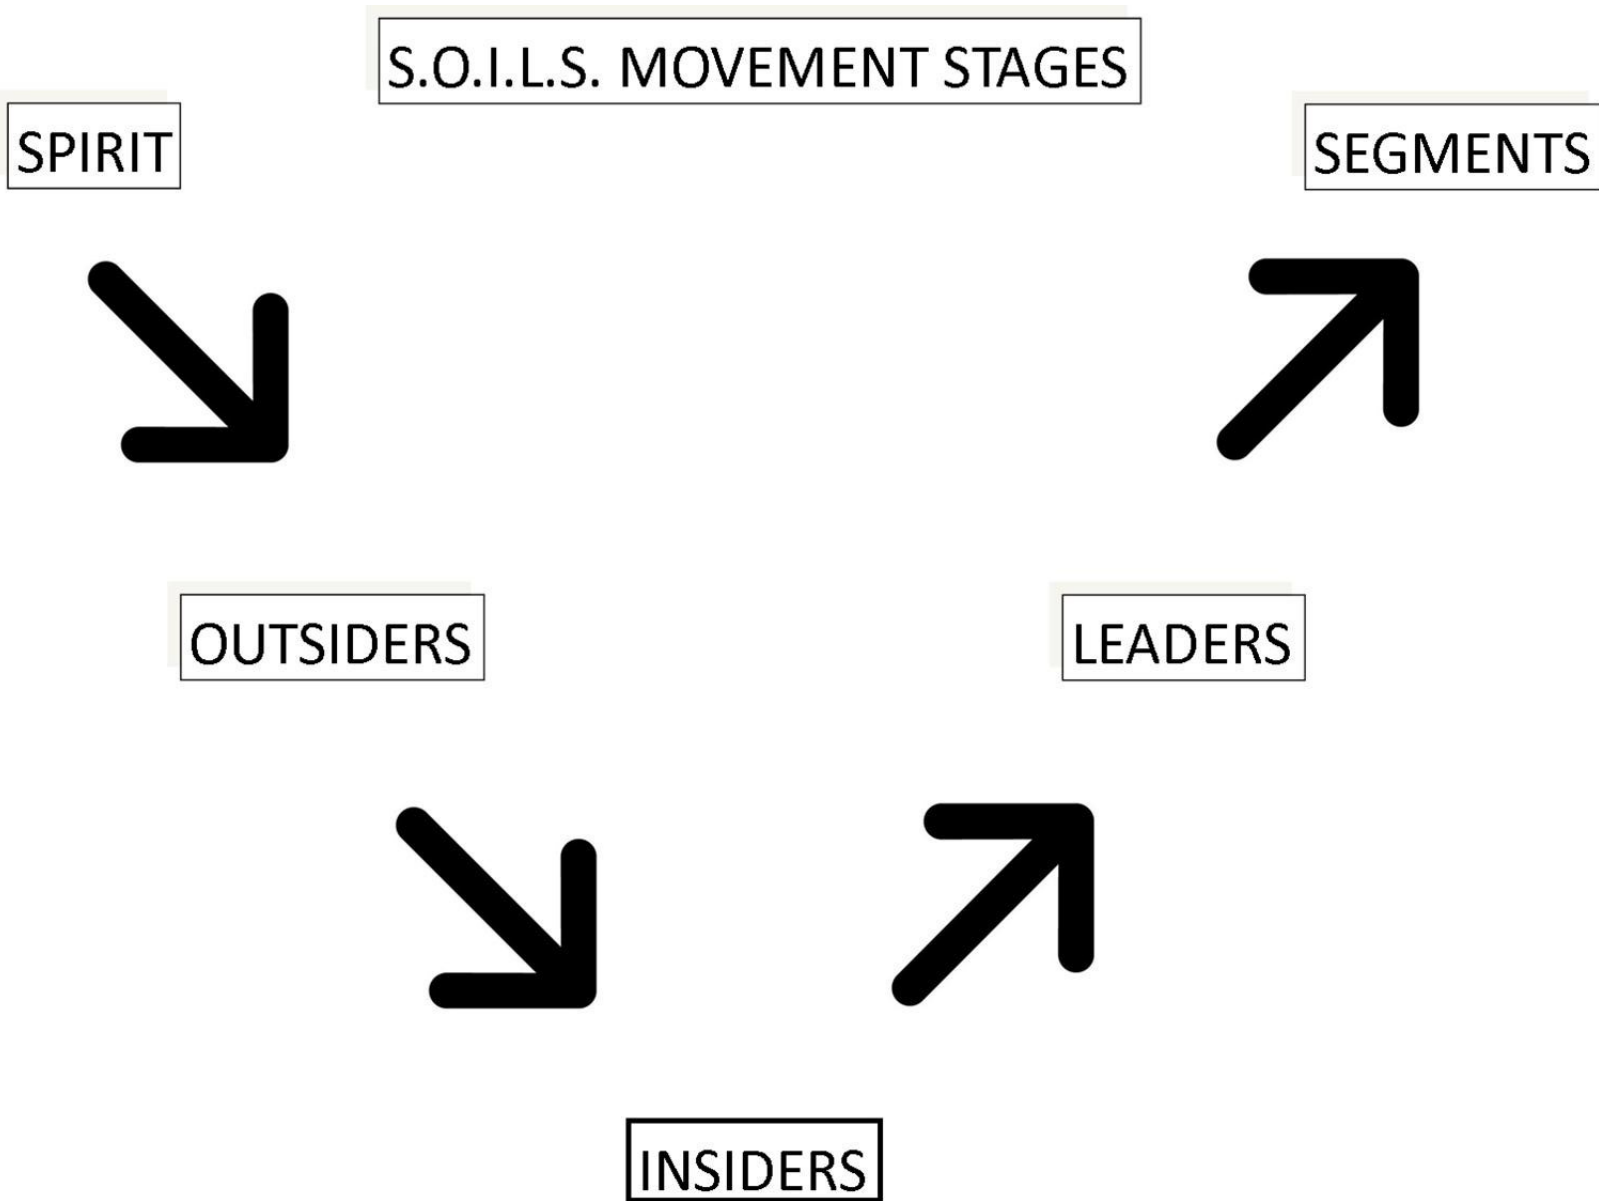 S.O.I.L.S. MOVEMENT STAGES
SPIRIT
SEGMENTS
OUTSIDERS
LEADERS
INSIDERS